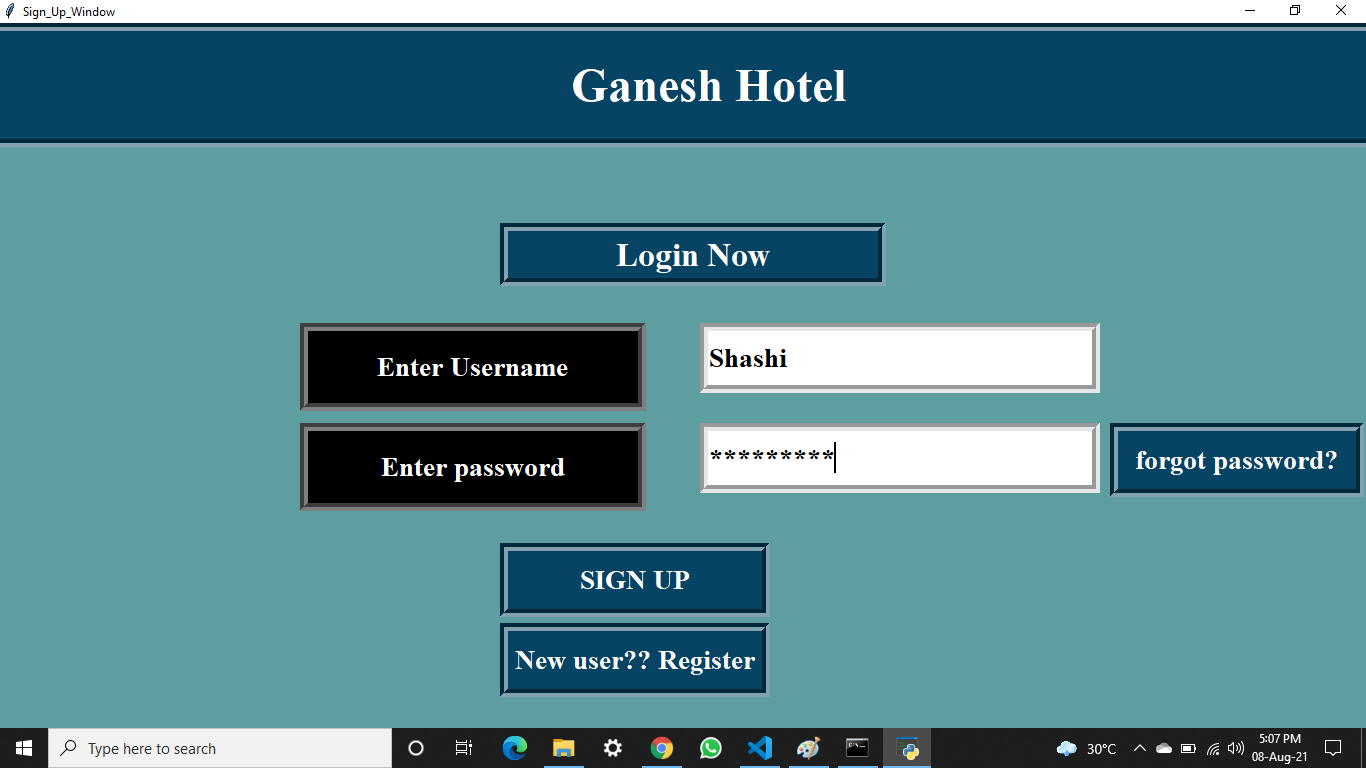 Sign_Up_Window
Ganesh Hotel
Login Now
Enter Username
Shashi
Enter password
*********
forgot password?
SIGN UP
New user?? Register
Type here to search
30°C
5:07 PM
08-Aug-21